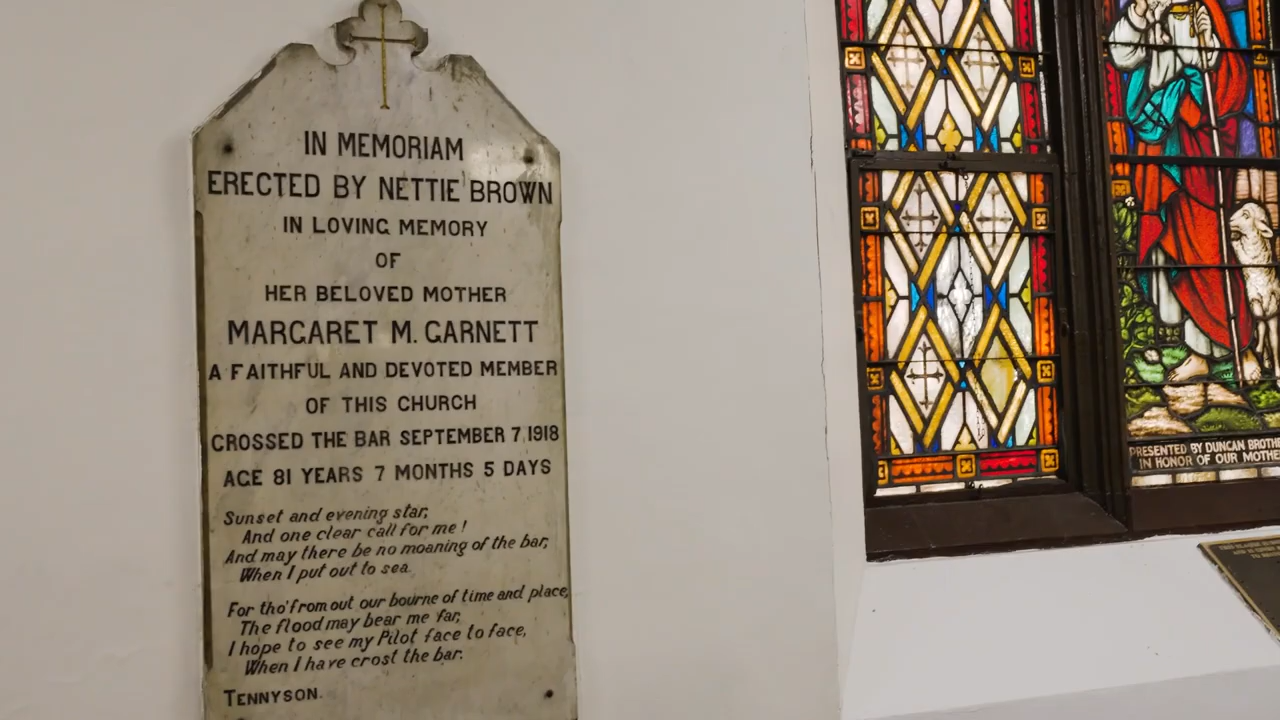 IN MEMORIAM
ERECTED BY NETTIE BROWN
IN LOVING MEMORY
OF
HER BELOVED MOTHER
MARGARET M. GARNETT
A FAITHFUL AND DEVOTED MEMBER
OF THIS CHURCH
CROSSED THE BAR SEPTEMBER 7, 1918
AGE 81 YEARS 7 MONTHS 5 DAYS
Sunset and evening star,
And one clear call for me!
And may there be no moaning of the bar,
When I put out to sea.
For tho' from out our bourne of time and place,
The flood may bear me far,
I hope to see my Pilot face to face,
When I have crost the bar.
TENNYSON.
PRESENTED BY DUNCAN BROTHE
IN HONOR OF OUR MOTHE